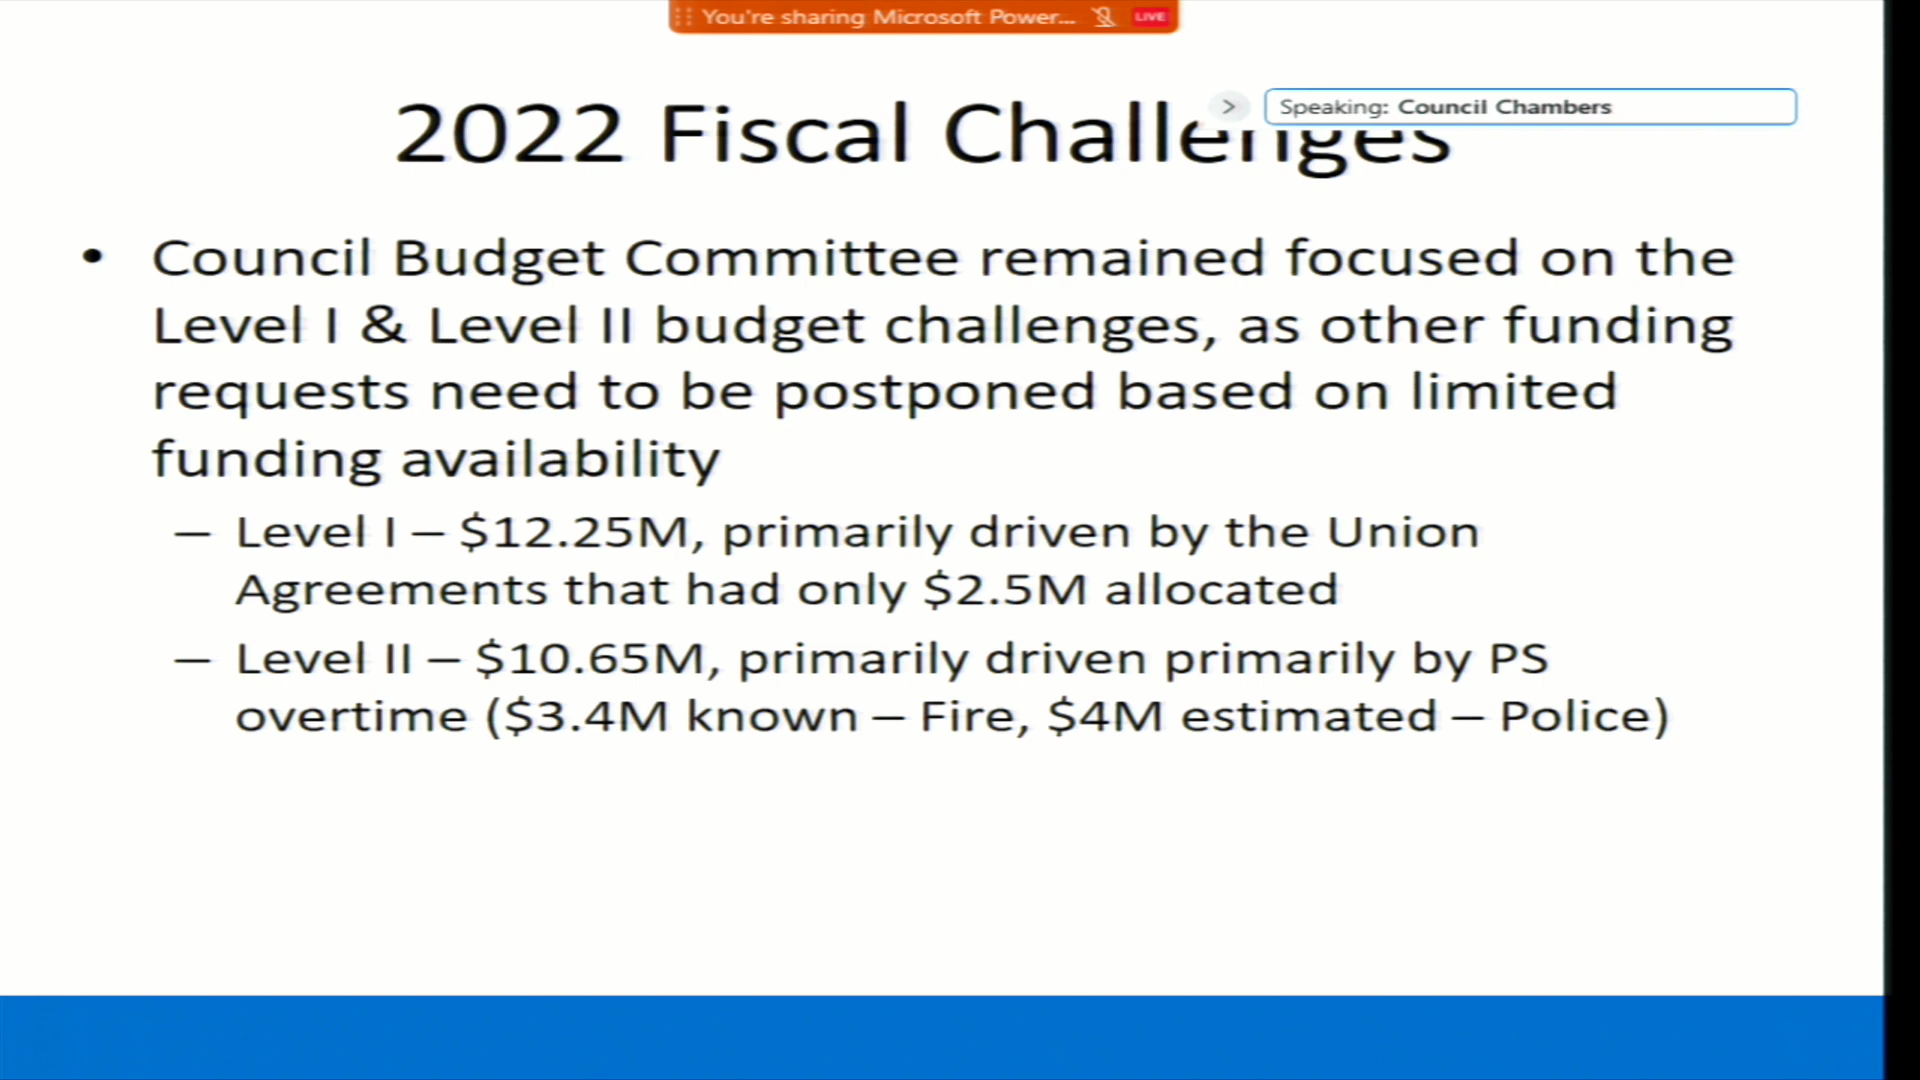 You're sharing Microsoft Power...
LIVE
Speaking: Council Chambers
2022 Fiscal Challenges
• Council Budget Committee remained focused on the
Level I & Level II budget challenges, as other funding
requests need to be postponed based on limited
funding availability
– Level I – $12.25M, primarily driven by the Union
Agreements that had only $2.5M allocated
– Level II – $10.65M, primarily driven primarily by PS
overtime ($3.4M known – Fire, $4M estimated – Police)